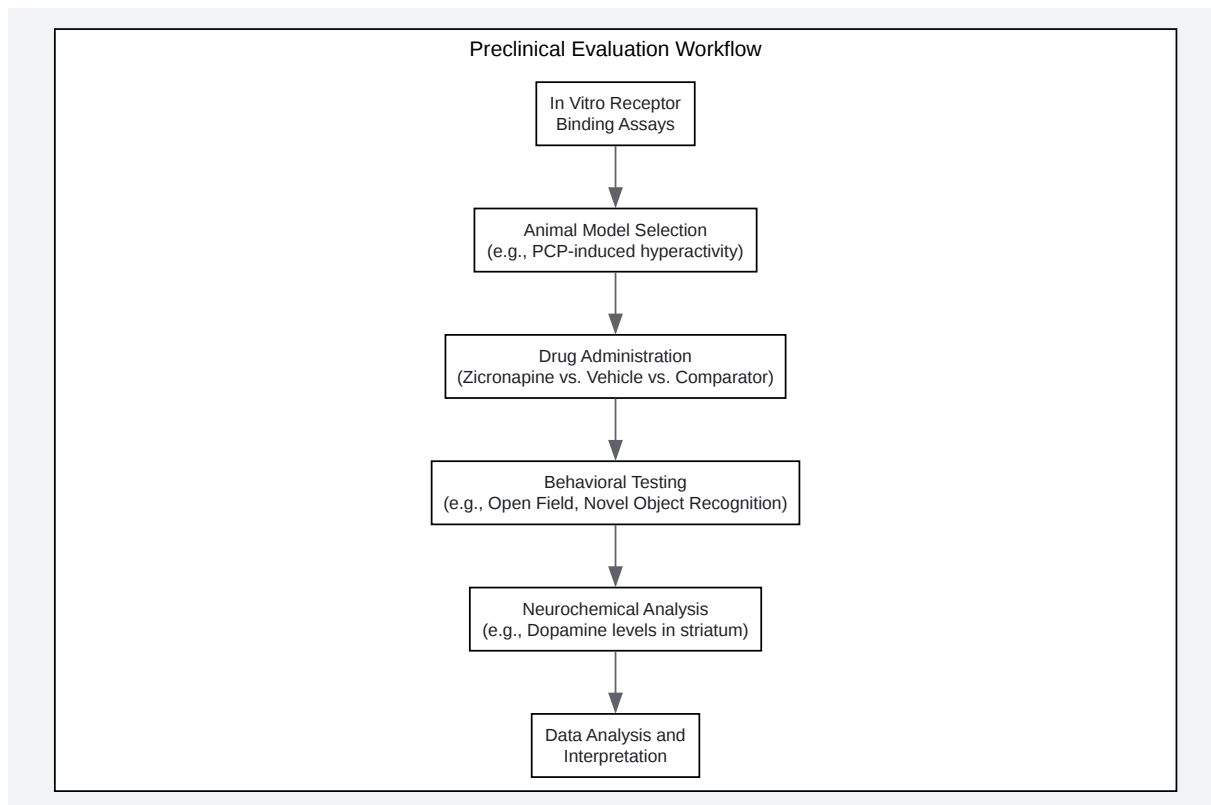 Preclinical Evaluation Workflow
In Vitro Receptor
Binding Assays
Animal Model Selection
(e.g., PCP-induced hyperactivity)
Drug Administration
(Zicronapine vs. Vehicle vs. Comparator)
Behavioral Testing
(e.g., Open Field, Novel Object Recognition)
Neurochemical Analysis
(e.g., Dopamine levels in striatum)
Data Analysis and
Interpretation